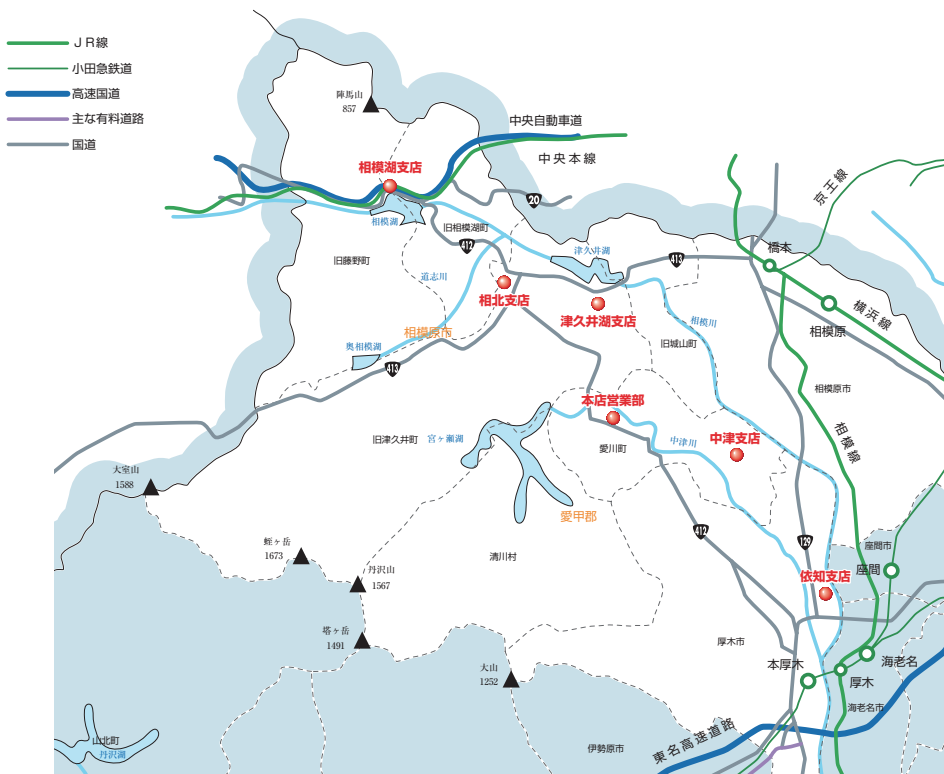 ＪＲ線
小田急鉄道
高速国道
主な有料道路
国道
陣馬山
857
中央自動車道
中央本線
相模湖支店
京王線
20
相模湖
旧相模湖町
412
津久井湖
413
橋本
旧藤野町
道志川
相北支店
津久井湖支店
相模川
横浜線
相模原
相模原市
旧城山町
奥相模湖
413
相模原市
本店営業部
相模線
旧津久井町
宮ヶ瀬湖
愛川町
中津川
中津支店
大室山
1588
愛甲郡
412
129
蛭ヶ岳
1673
清川村
座間市
座間
丹沢山
1567
依知支店
塔ヶ岳
1491
厚木市
大山
1252
本厚木
海老名
厚木
海老名市
東名高速道路
伊勢原市
山北町
丹沢湖